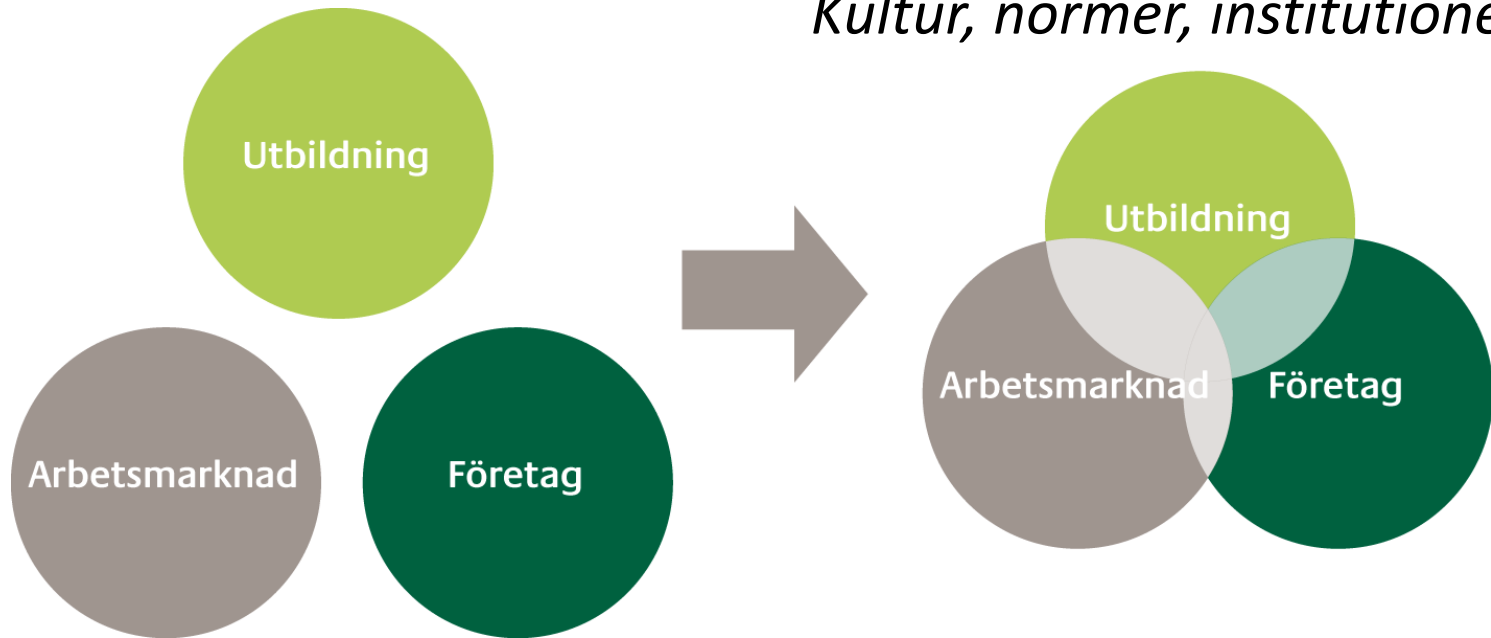 Kultur, normer, institutione
Utbildning
Arbetsmarknad
Företag
Utbildning
Arbetsmarknad
Företag